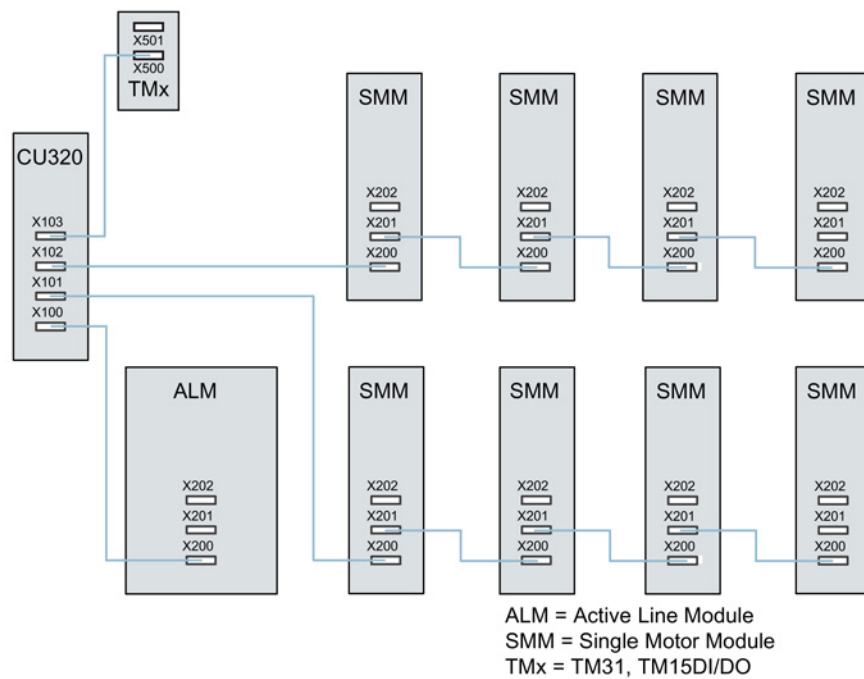 X501
X500
TMx
CU320
X103
X102
X101
X100
SMM
X202
X201
X200
SMM
X202
X201
X200
SMM
X202
X201
X200
SMM
X202
X201
X200
ALM
X202
X201
X200
SMM
X202
X201
X200
SMM
X202
X201
X200
SMM
X202
X201
X200
SMM
X202
X201
X200
ALM = Active Line Module
SMM = Single Motor Module
TMx = TM31, TM15DI/DO